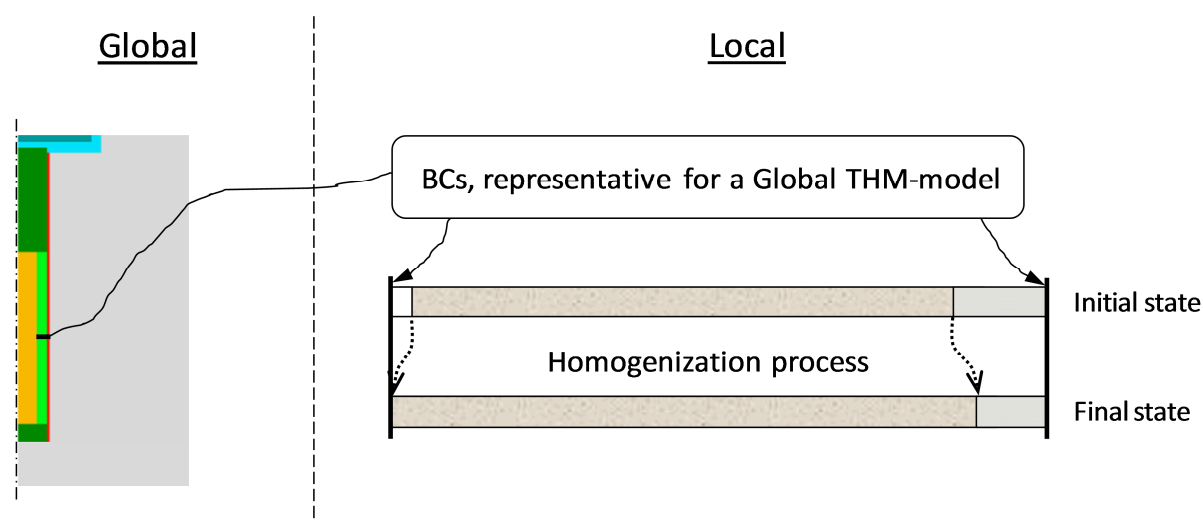 Global
Local
BCs, representative for a Global THM-model
Initial state
Homogenization process
Final state